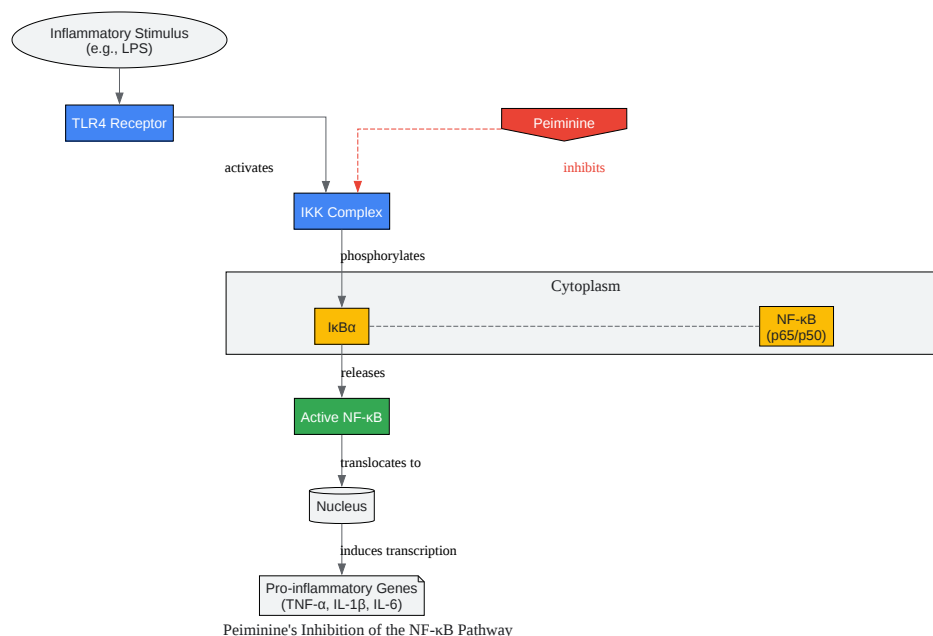 Inflammatory Stimulus
(e.g., LPS)
TLR4 Receptor
Peiminine
activates
inhibits
IKK Complex
phosphorylates
Cytoplasm
IκBα
NF-κB
(p65/p50)
releases
Active NF-κB
translocates to
Nucleus
induces transcription
Pro-inflammatory Genes
(TNF-α, IL-1β, IL-6)
Peiminine's Inhibition of the NF-κB Pathway